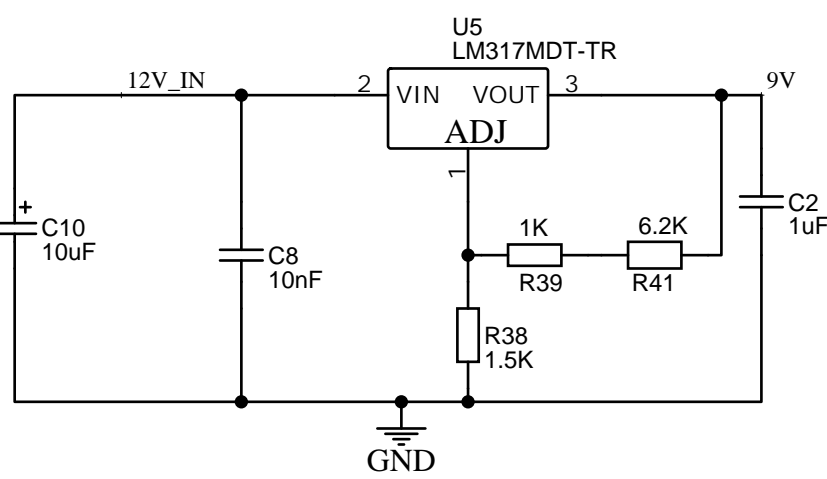 U5
LM317MDT-TR
12V_IN
2
VIN
VOUT
3
9V
ADJ
1
+
C10
10uF
C8
10nF
1K
R39
6.2K
R41
C2
1uF
R38
1.5K
GND